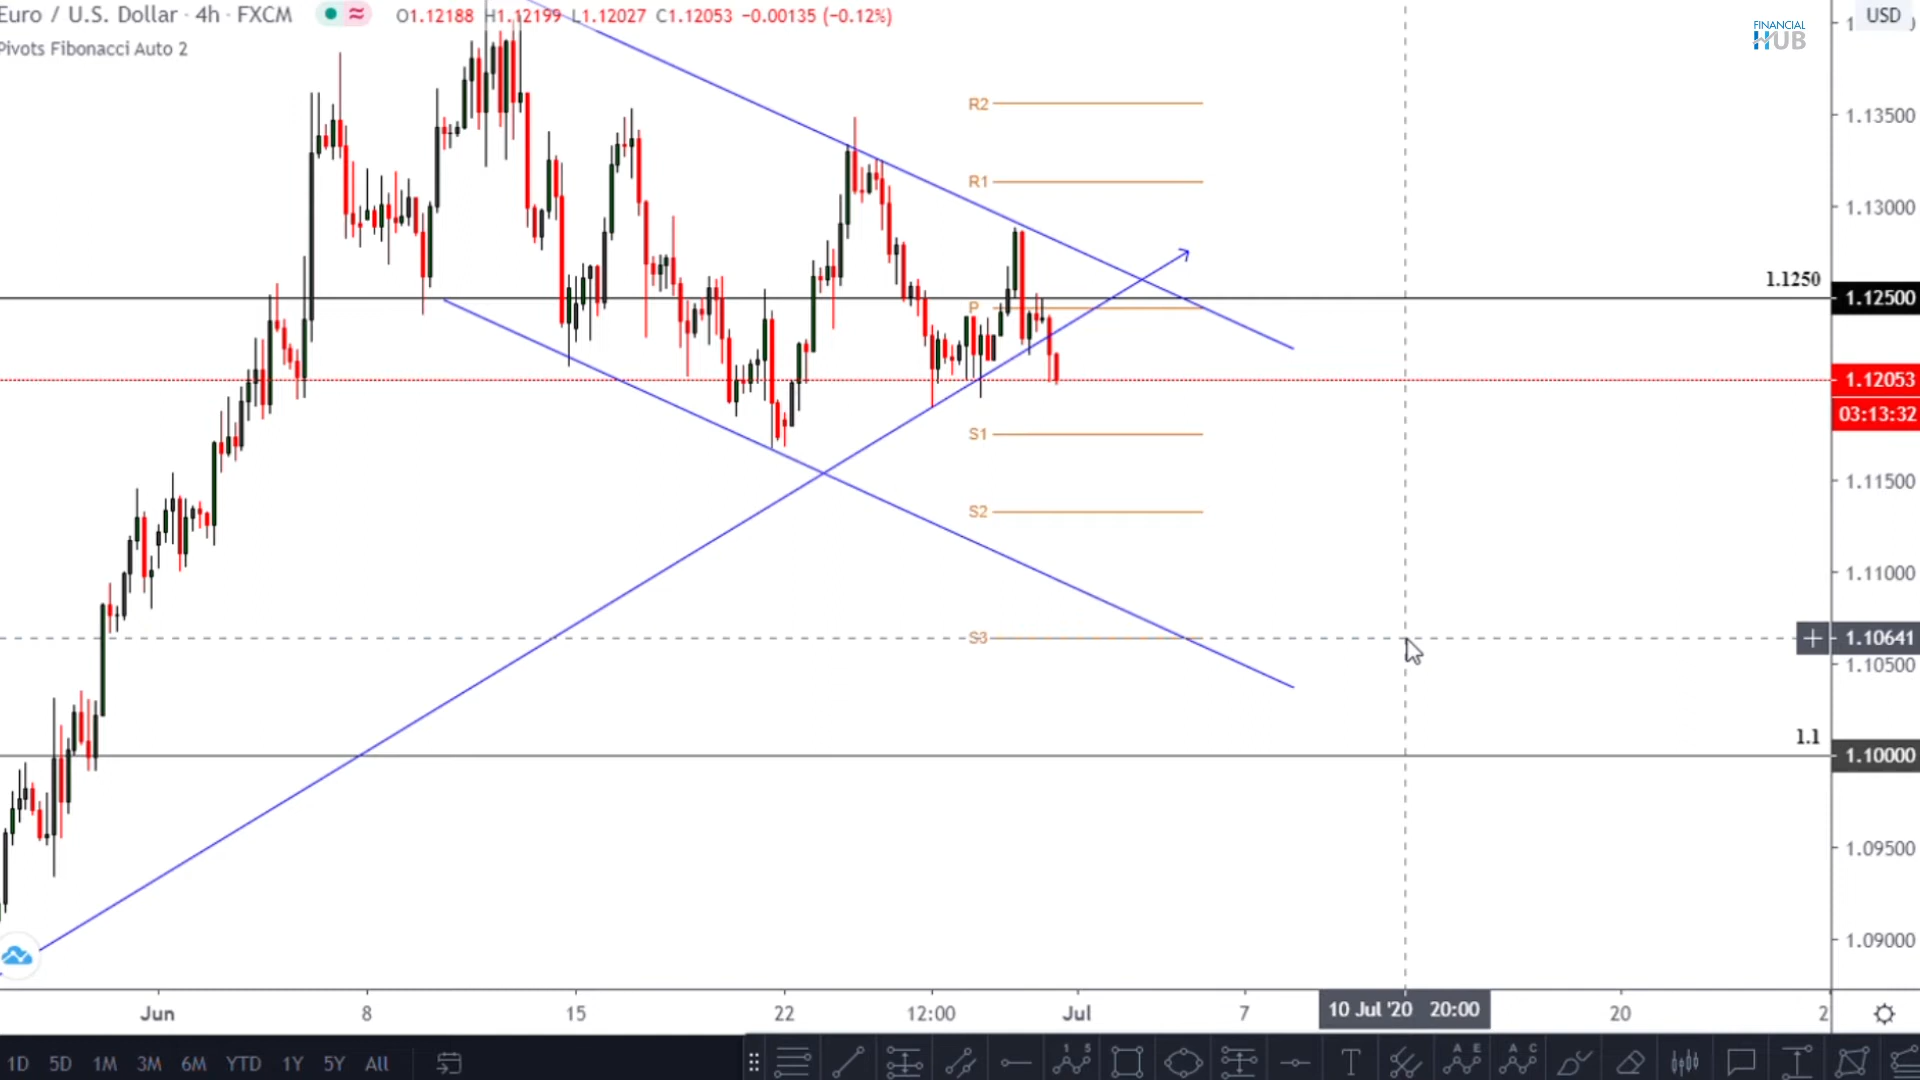 Euro / U.S. Dollar · 4h · FXCM O1.12188 H1.12199 L1.12027 C1.12053 −0.00135 (−0.12%)
Pivots Fibonacci Auto 2
USD
FINANCIAL
HUB
R2
1.13500
R1
1.13000
1.1250
1.12500
P
1.12053
03:13:32
S1
1.11500
S2
1.11000
S3
1.10641
1.10500
1.1
1.10000
1.09500
1.09000
Jun 8 15 22 12:00 Jul 7 10 Jul '20 20:00 20 2
1D 5D 1M 3M 6M YTD 1Y 5Y All